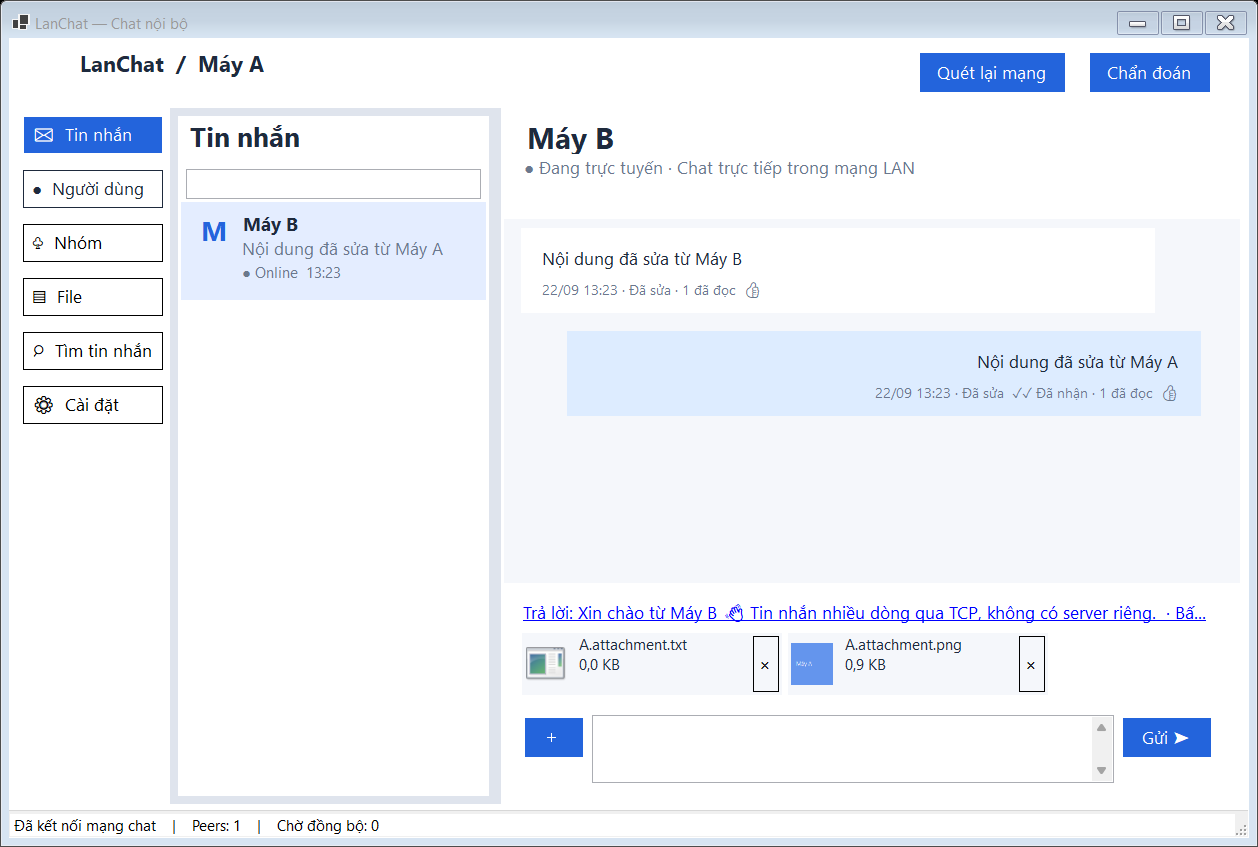 LanChat — Chat nội bộ
LanChat / Máy A
Quét lại mạng
Chẩn đoán
Tin nhắn
Người dùng
Nhóm
File
Tìm tin nhắn
Cài đặt
Tin nhắn
M
Máy B
Nội dung đã sửa từ Máy A
● Online 13:23
Máy B
● Đang trực tuyến · Chat trực tiếp trong mạng LAN
Nội dung đã sửa từ Máy B
22/09 13:23 · Đã sửa · 1 đã đọc 👍
Nội dung đã sửa từ Máy A
22/09 13:23 · Đã sửa ✓✓ Đã nhận · 1 đã đọc 👍
Trả lời: Xin chào từ Máy B 👋 Tin nhắn nhiều dòng qua TCP, không có server riêng. · Bấ...
A.attachment.txt
0,0 KB
×
Máy A
A.attachment.png
0,9 KB
×
+
Gửi ➤
Đã kết nối mạng chat | Peers: 1 | Chờ đồng bộ: 0